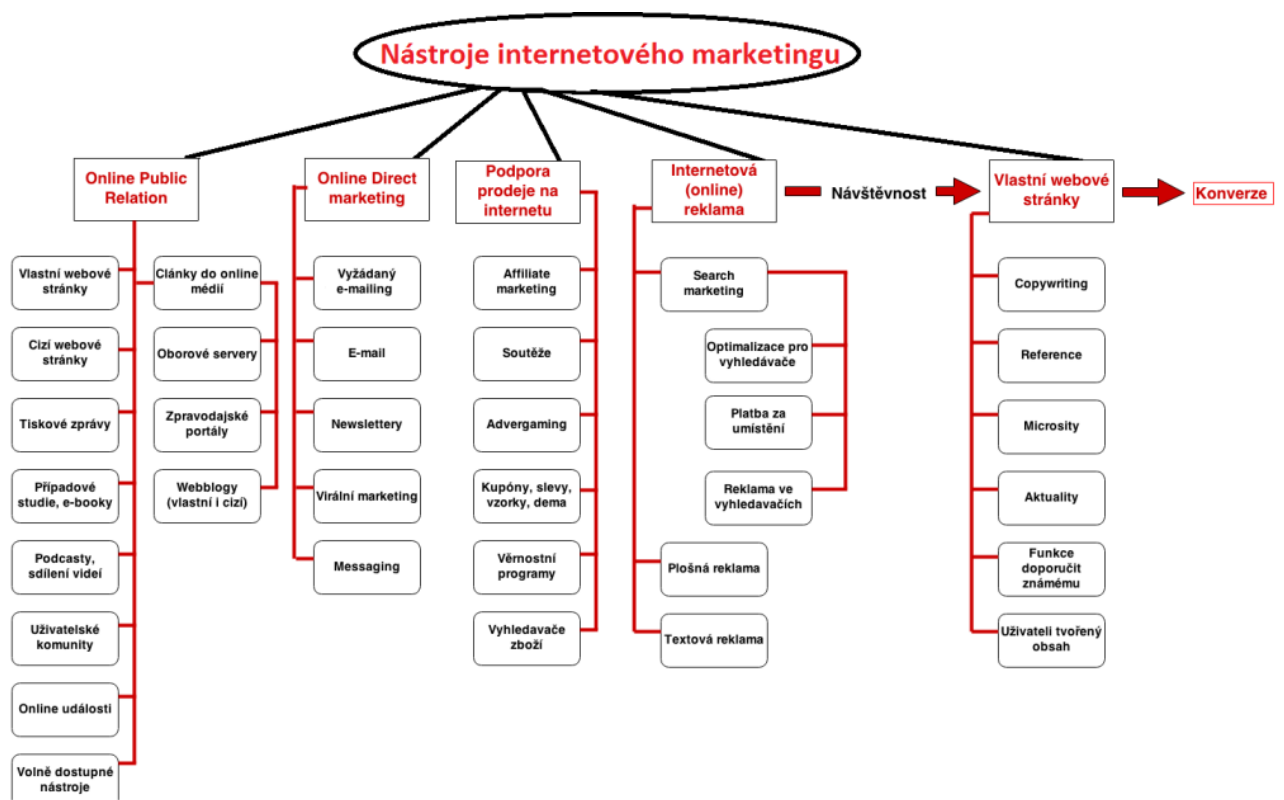 Nástroje internetového marketingu
Online Public
Relation
Online Direct
marketing
Podpora
prodeje na
internetu
Internetová
(online)
reklama
Návštěvnost
Vlastní webové
stránky
Konverze
Vlastní webové
stránky
Cizí webové
stránky
Tiskové zprávy
Případové
studie, e-booky
Podcasty,
sdílení videí
Uživatelské
komunity
Online události
Volně dostupné
nástroje
Články do online
médií
Oborové servery
Zpravodajské
portály
Webblogy
(vlastní i cizí)
Vyžádaný
e-mailing
E-mail
Newslettery
Virální marketing
Messaging
Affiliate
marketing
Soutěže
Advergaming
Kupóny, slevy,
vzorky, dema
Věrnostní
programy
Vyhledavače
zboží
Search
marketing
Optimalizace pro
vyhledávače
Platba za
umístění
Reklama ve
vyhledavačích
Plošná reklama
Textová reklama
Copywriting
Reference
Microsity
Aktuality
Funkce
doporučit
známému
Uživateli tvořený
obsah